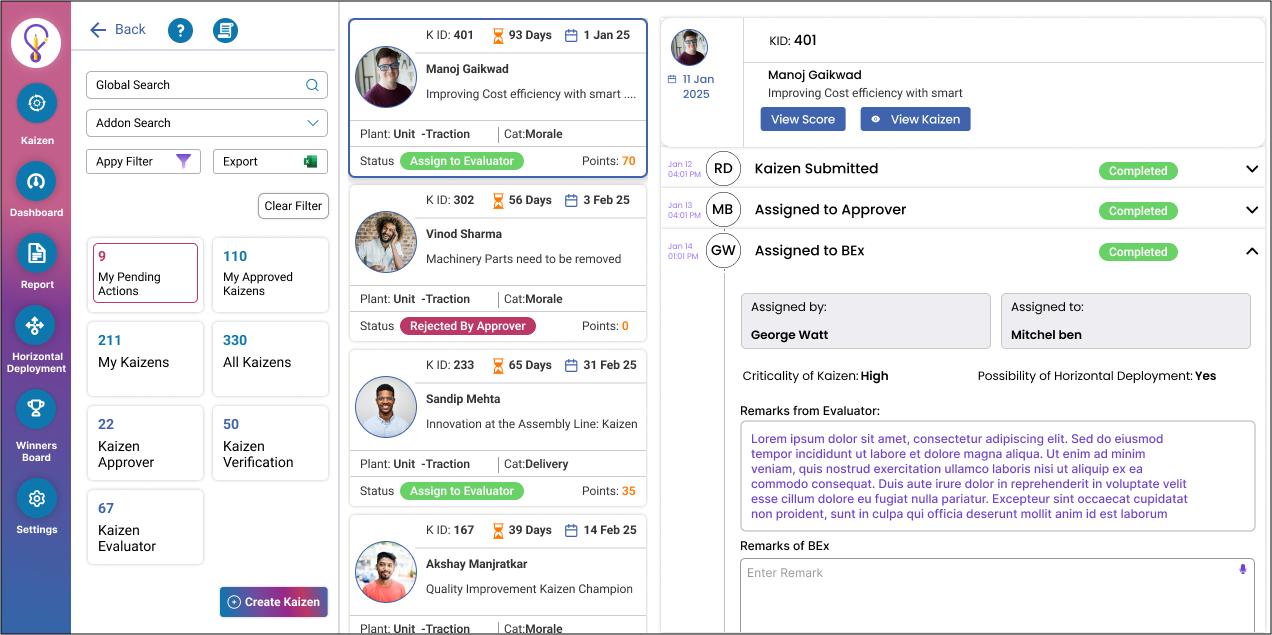 Kaizen
Dashboard
Report
Horizontal
Deployment
Winners
Board
Settings
Back
?
Global Search
Addon Search
Appy Filter
Export
Clear Filter
9
My Pending
Actions
110
My Approved
Kaizens
211
My Kaizens
330
All Kaizens
22
Kaizen
Approver
50
Kaizen
Verification
67
Kaizen
Evaluator
Create Kaizen
K ID: 401 93 Days 1 Jan 25
Manoj Gaikwad
Improving Cost efficiency with smart ....
Plant: Unit -Traction Cat:Morale
Status Assign to Evaluator Points: 70
K ID: 302 56 Days 3 Feb 25
Vinod Sharma
Machinery Parts need to be removed
Plant: Unit -Traction Cat:Morale
Status Rejected By Approver Points: 0
K ID: 233 65 Days 31 Feb 25
Sandip Mehta
Innovation at the Assembly Line: Kaizen
Plant: Unit -Traction Cat:Delivery
Status Assign to Evaluator Points: 35
K ID: 167 39 Days 14 Feb 25
Akshay Manjratkar
Quality Improvement Kaizen Champion
Plant: Unit -Traction Cat:Morale
11 Jan
2025
KID: 401
Manoj Gaikwad
Improving Cost efficiency with smart
View Score View Kaizen
Jan 12
04:01 PM
RD Kaizen Submitted Completed
Jan 13
04:01 PM
MB Assigned to Approver Completed
Jan 14
01:01 PM
GW Assigned to BEx Completed
Assigned by:
George Watt
Assigned to:
Mitchel ben
Criticality of Kaizen: High Possibility of Horizontal Deployment: Yes
Remarks from Evaluator:
Lorem ipsum dolor sit amet, consectetur adipiscing elit. Sed do eiusmod
tempor incididunt ut labore et dolore magna aliqua. Ut enim ad minim
veniam, quis nostrud exercitation ullamco laboris nisi ut aliquip ex ea
commodo consequat. Duis aute irure dolor in reprehenderit in voluptate velit
esse cillum dolore eu fugiat nulla pariatur. Excepteur sint occaecat cupidatat
non proident, sunt in culpa qui officia deserunt mollit anim id est laborum
Remarks of BEx
Enter Remark